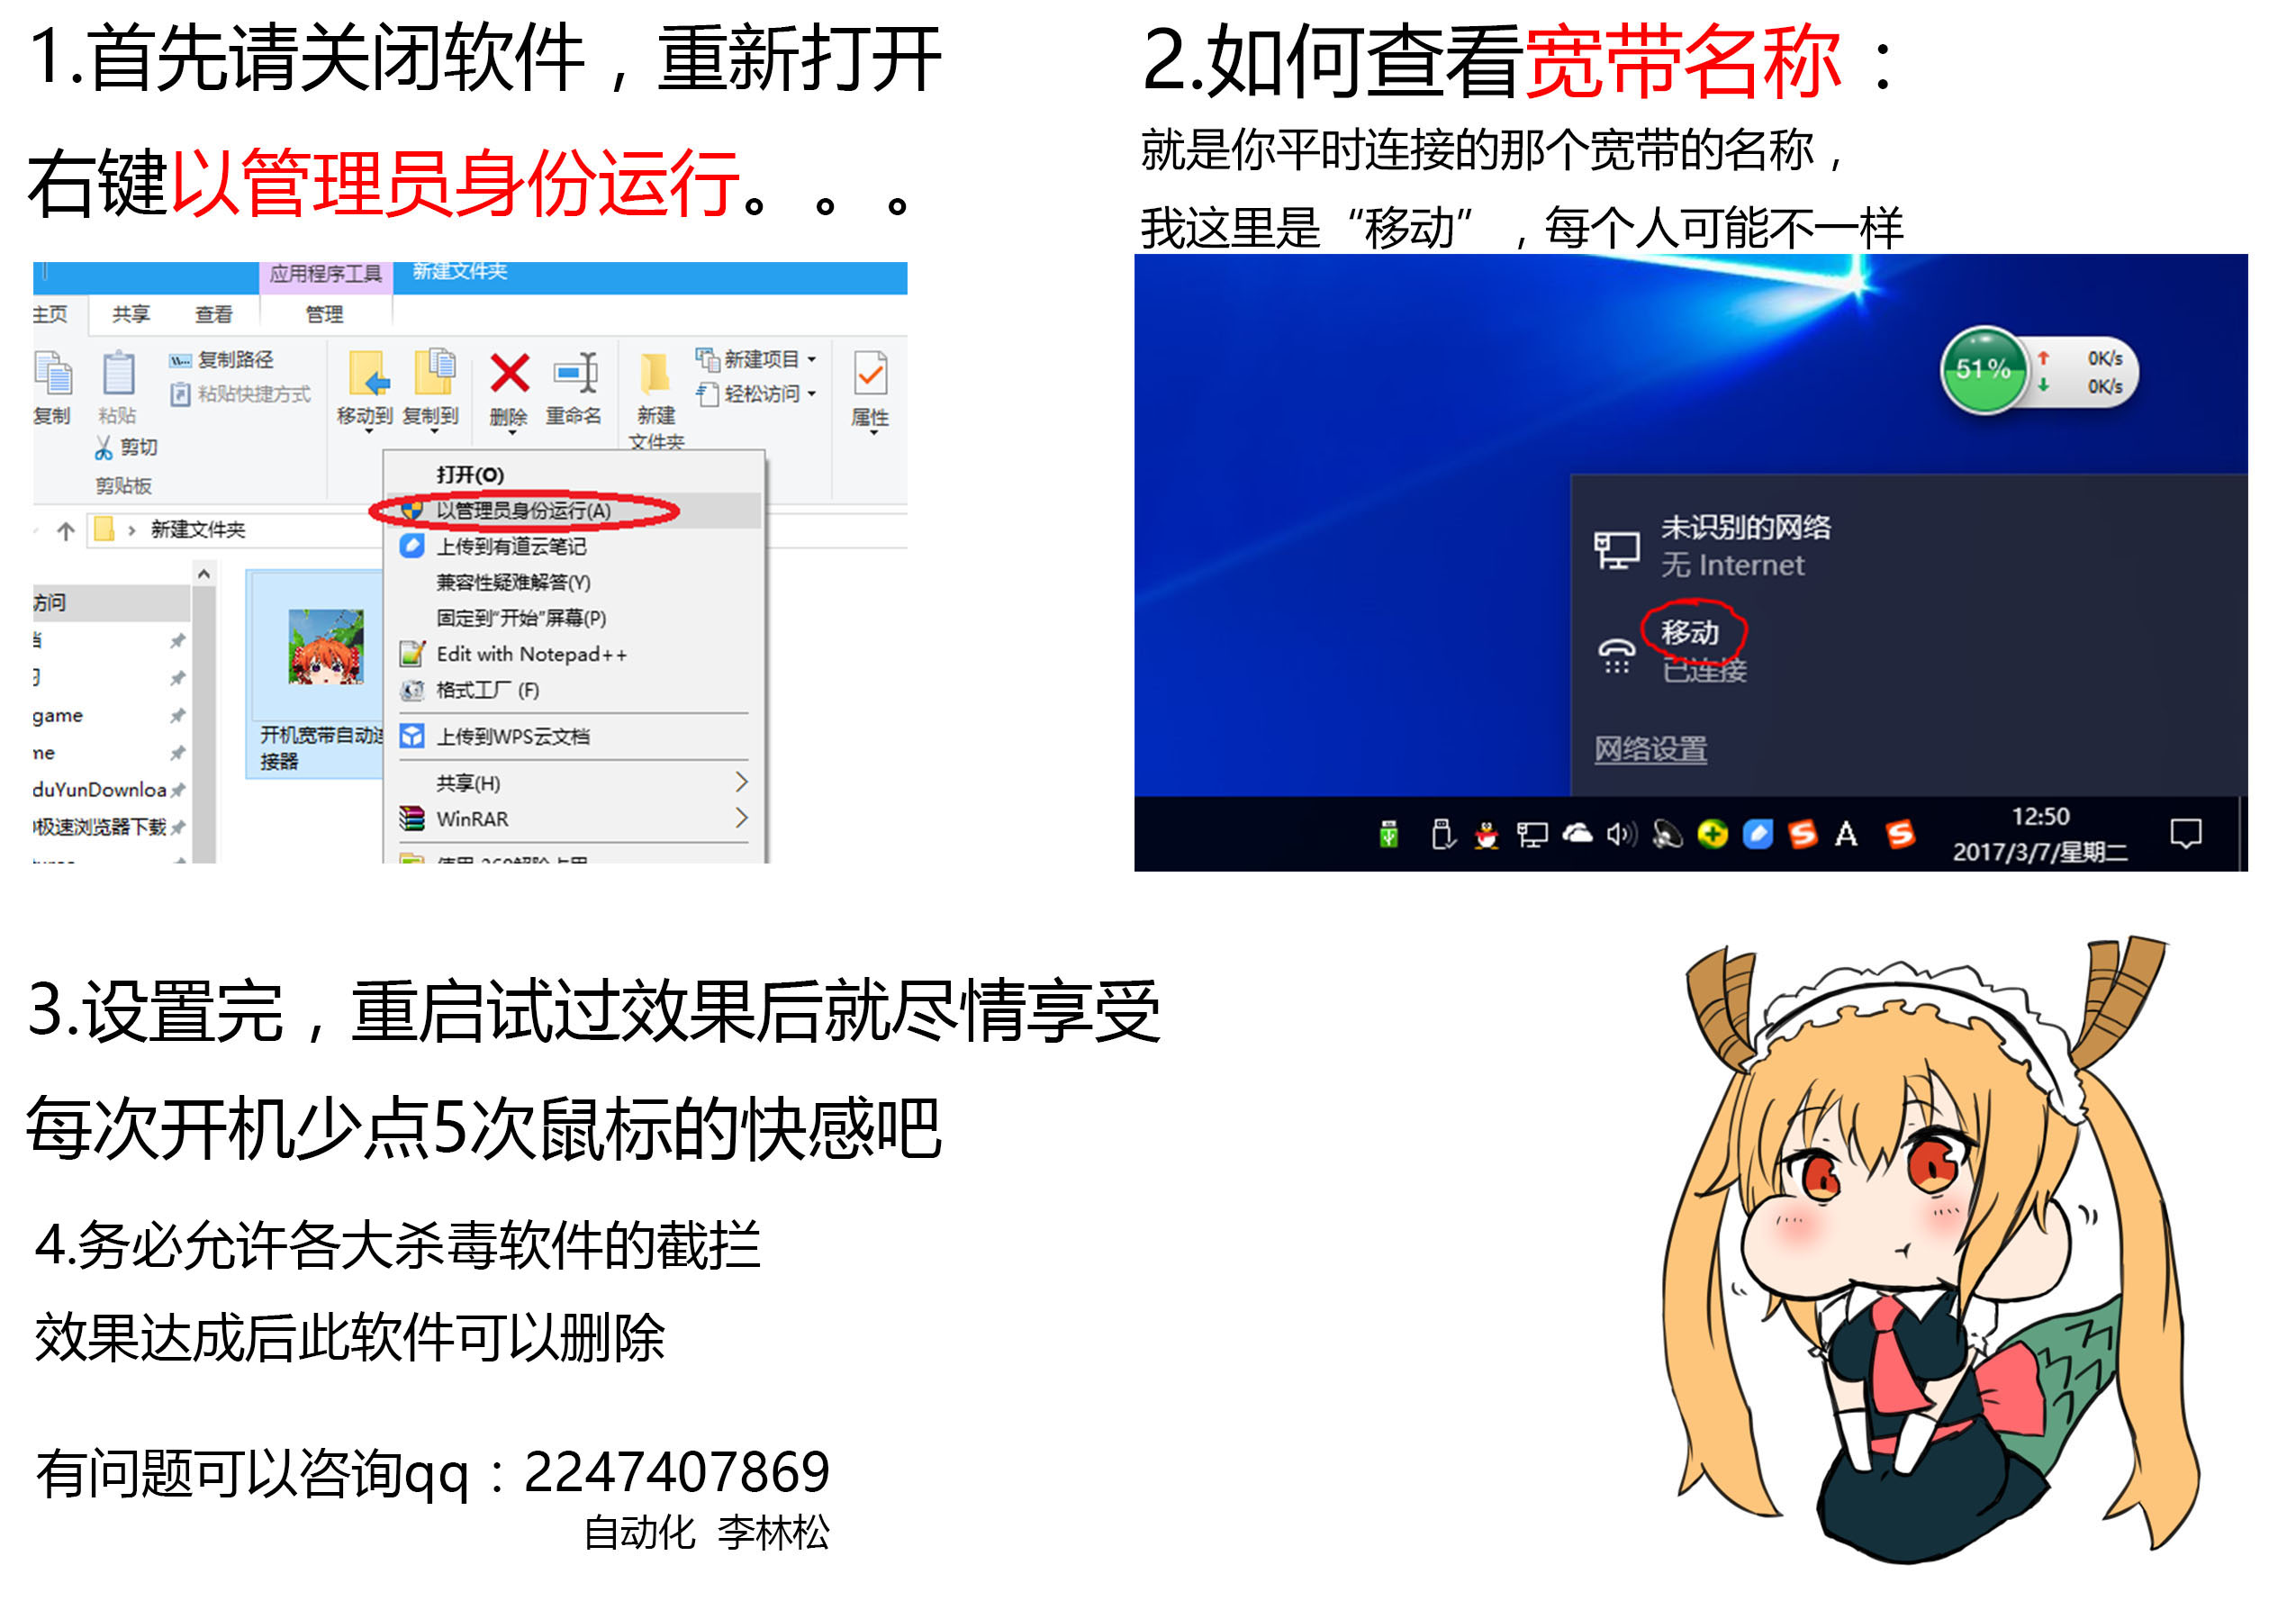 1.首先请关闭软件，重新打开
右键以管理员身份运行。。。
应用程序工具
新建文件夹
主页
共享
查看
管理
复制
粘贴
复制路径
粘贴快捷方式
剪切
剪贴板
移动到
复制到
删除
重命名
新建
文件夹
新建项目
轻松访问
属性
新建文件夹
访问
game
me
duYunDownloa
极速浏览器下载
开机宽带自动连
接器
打开(O)
以管理员身份运行(A)
上传到有道云笔记
兼容性疑难解答(Y)
固定到"开始"屏幕(P)
Edit with Notepad++
格式工厂 (F)
上传到WPS云文档
共享(H)
WinRAR
使用 360解除占用
2.如何查看宽带名称：
就是你平时连接的那个宽带的名称，
我这里是“移动”，每个人可能不一样
51%
0K/s
0K/s
未识别的网络
无 Internet
移动
已连接
网络设置
A
12:50
2017/3/7/星期二
3.设置完，重启试过效果后就尽情享受
每次开机少点5次鼠标的快感吧
4.务必允许各大杀毒软件的截拦
效果达成后此软件可以删除
有问题可以咨询qq：2247407869
自动化 李林松